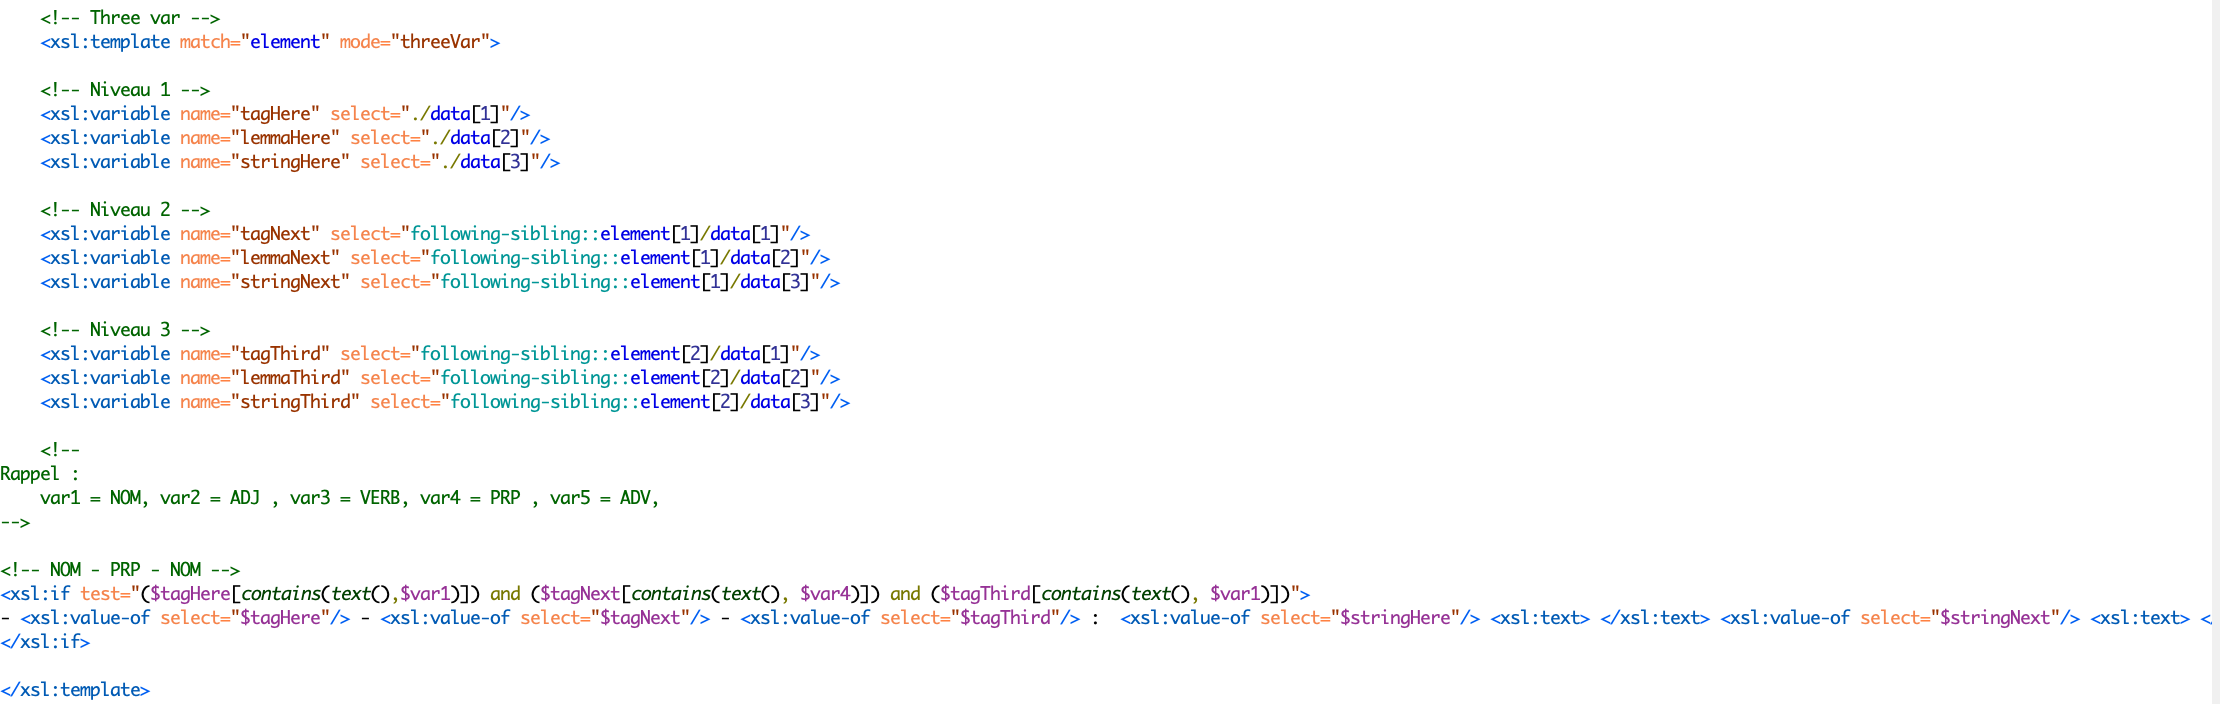 <!-- Three var -->
<xsl:template match="element" mode="threeVar">
<!-- Niveau 1 -->
<xsl:variable name="tagHere" select="./data[1]"/>
<xsl:variable name="lemmaHere" select="./data[2]"/>
<xsl:variable name="stringHere" select="./data[3]"/>
<!-- Niveau 2 -->
<xsl:variable name="tagNext" select="following-sibling::element[1]/data[1]"/>
<xsl:variable name="lemmaNext" select="following-sibling::element[1]/data[2]"/>
<xsl:variable name="stringNext" select="following-sibling::element[1]/data[3]"/>
<!-- Niveau 3 -->
<xsl:variable name="tagThird" select="following-sibling::element[2]/data[1]"/>
<xsl:variable name="lemmaThird" select="following-sibling::element[2]/data[2]"/>
<xsl:variable name="stringThird" select="following-sibling::element[2]/data[3]"/>
<!--
Rappel :
var1 = NOM, var2 = ADJ , var3 = VERB, var4 = PRP , var5 = ADV,
-->
<!-- NOM - PRP - NOM -->
<xsl:if test="($tagHere[contains(text(),$var1)]) and ($tagNext[contains(text(), $var4)]) and ($tagThird[contains(text(), $var1)])">
- <xsl:value-of select="$tagHere"/> - <xsl:value-of select="$tagNext"/> - <xsl:value-of select="$tagThird"/> :  <xsl:value-of select="$stringHere"/> <xsl:text> </xsl:text> <xsl:value-of select="$stringNext"/> <xsl:text> <
</xsl:if>
</xsl:template>